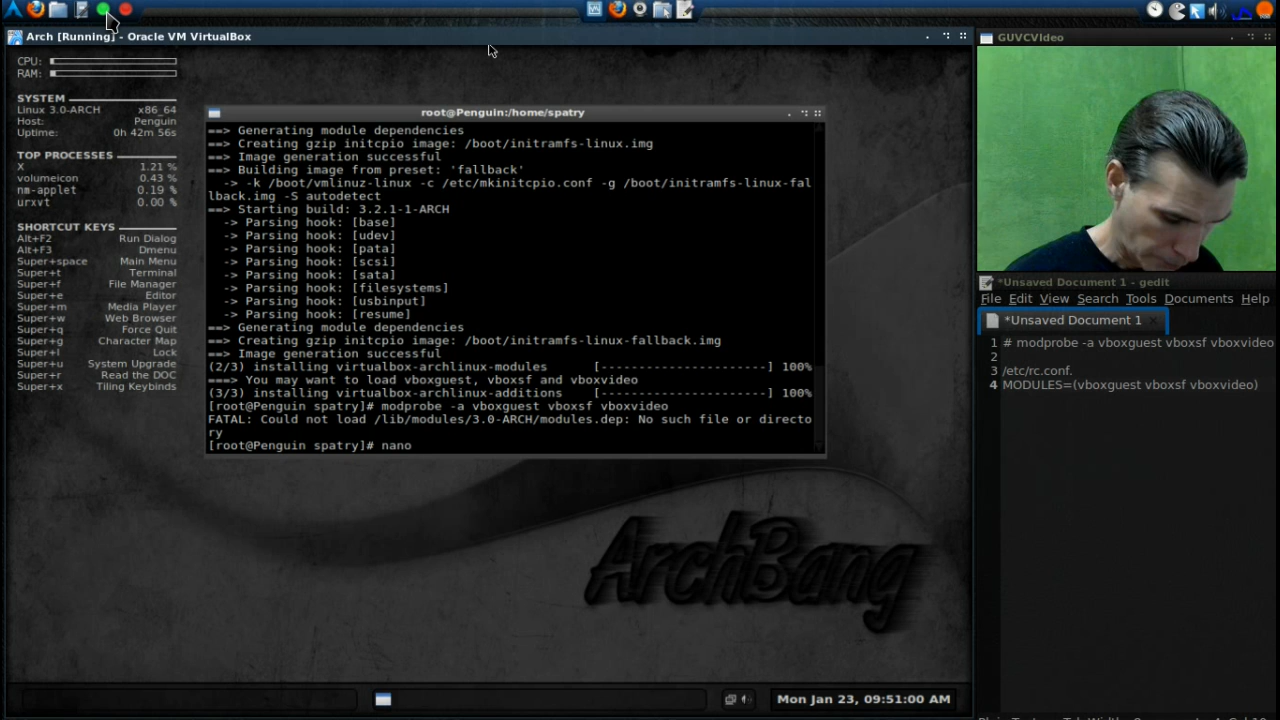 Arch [Running] - Oracle VM VirtualBox
CPU:
RAM:
SYSTEM
Linux 3.0-ARCH x86_64
Host: Penguin
Uptime: 0h 42m 56s
TOP PROCESSES
X 1.21 %
volumeicon 0.43 %
nm-applet 0.19 %
urxvt 0.00 %
SHORTCUT KEYS
Alt+F2 Run Dialog
Alt+F3 Dmenu
Super+space Main Menu
Super+t Terminal
Super+f File Manager
Super+e Editor
Super+m Media Player
Super+w Web Browser
Super+q Force Quit
Super+g Character Map
Super+l Lock
Super+u System Upgrade
Super+r Read the DOC
Super+x Tiling Keybinds
root@Penguin:/home/spatry
==> Generating module dependencies
==> Creating gzip initcpio image: /boot/initramfs-linux.img
==> Image generation successful
==> Building image from preset: 'fallback'
-> -k /boot/vmlinuz-linux -c /etc/mkinitcpio.conf -g /boot/initramfs-linux-fal
lback.img -S autodetect
==> Starting build: 3.2.1-1-ARCH
-> Parsing hook: [base]
-> Parsing hook: [udev]
-> Parsing hook: [pata]
-> Parsing hook: [scsi]
-> Parsing hook: [sata]
-> Parsing hook: [filesystems]
-> Parsing hook: [usbinput]
-> Parsing hook: [resume]
==> Generating module dependencies
==> Creating gzip initcpio image: /boot/initramfs-linux-fallback.img
==> Image generation successful
(2/3) installing virtualbox-archlinux-modules [----------------------] 100%
===> You may want to load vboxguest, vboxsf and vboxvideo
(3/3) installing virtualbox-archlinux-additions [----------------------] 100%
[root@Penguin spatry]# modprobe -a vboxguest vboxsf vboxvideo
FATAL: Could not load /lib/modules/3.0-ARCH/modules.dep: No such file or directo
ry
[root@Penguin spatry]# nano
ArchBang
Mon Jan 23, 09:51:00 AM
GUVCVIdeo
*Unsaved Document 1 - gedit
File Edit View Search Tools Documents Help
*Unsaved Document 1
1 # modprobe -a vboxguest vboxsf vboxvideo
2
3 /etc/rc.conf.
4 MODULES=(vboxguest vboxsf vboxvideo)